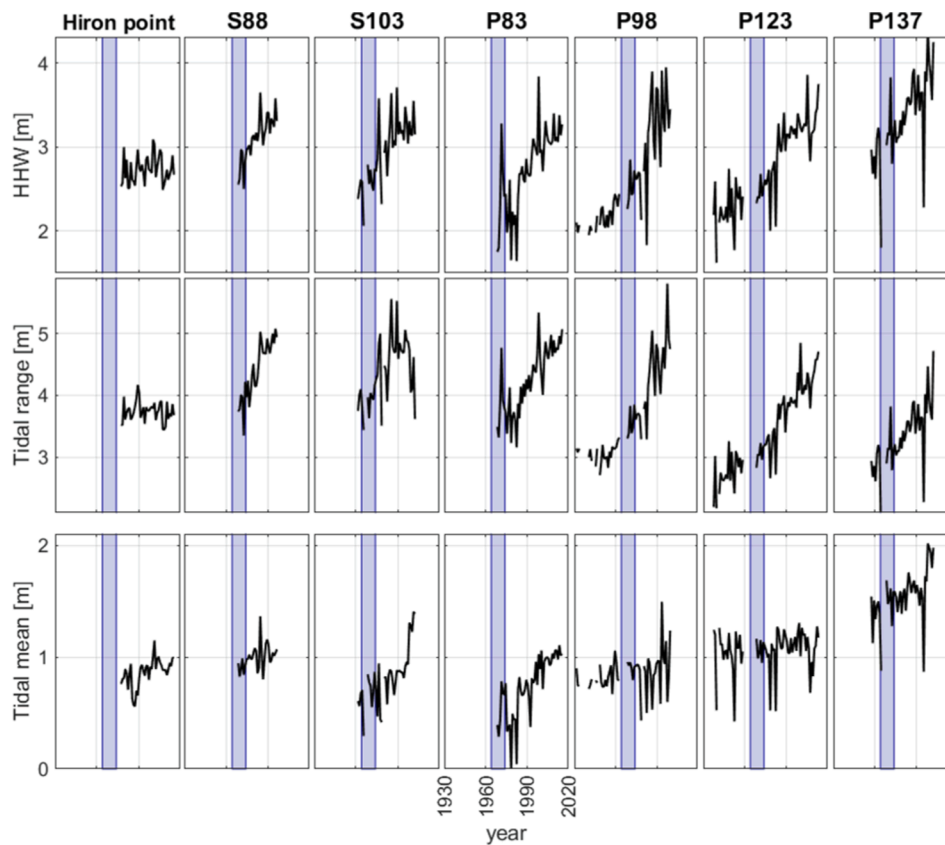 Hiron point S88 S103 P83 P98 P123 P137
HHW [m]
4
3
2
Tidal range [m]
5
4
3
Tidal mean [m]
2
1
0
1930 1960 1990 2020
year